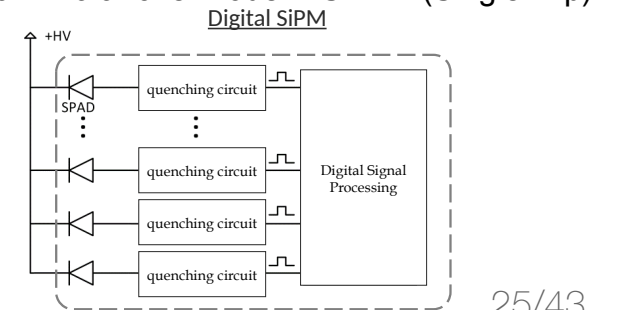 Digital SiPM
+HV
quenching circuit
SPAD
quenching circuit
Digital Signal
Processing
quenching circuit
quenching circuit
25/43